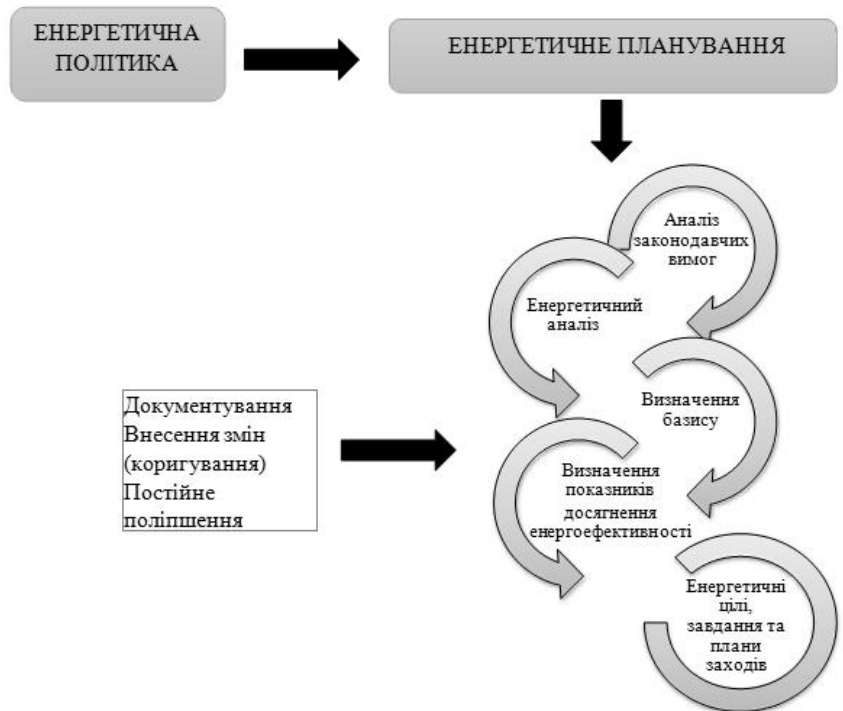 ЕНЕРГЕТИЧНА
ПОЛІТИКА
ЕНЕРГЕТИЧНЕ ПЛАНУВАННЯ
Аналіз
законодавчих
вимог
Енергетичний
аналіз
Визначення
базису
Документування
Внесення змін
(коригування)
Постійне
поліпшення
Визначення
показників
досягнення
енергоефективності
Енергетичні
цілі,
завдання та
плани
заходів